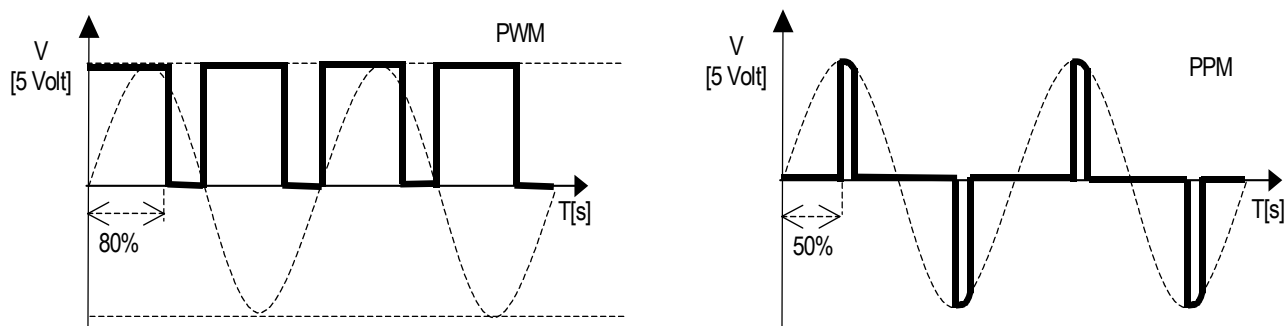 V
[5 Volt]
PWM
T[s]
80%
V
[5 Volt]
PPM
T[s]
50%